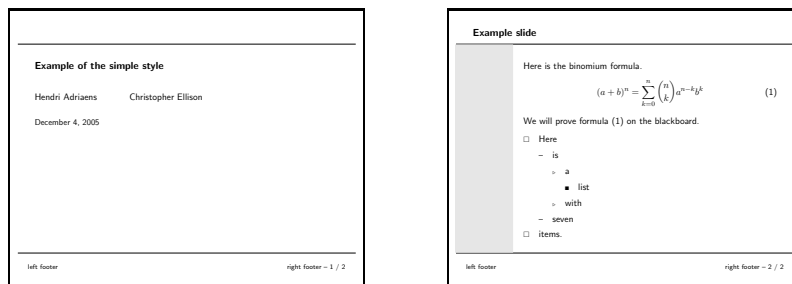 Example of the simple style
Hendri Adriaens Christopher Ellison
December 4, 2005
left footer right footer – 1 / 2
Example slide
Here is the binomium formula.
(a + b)^n = \sum_{k=0}^{n} \binom{n}{k} a^{n−k} b^k (1)
We will prove formula (1) on the blackboard.
□ Here
– is
▹ a
■ list
▹ with
– seven
□ items.
left footer right footer – 2 / 2